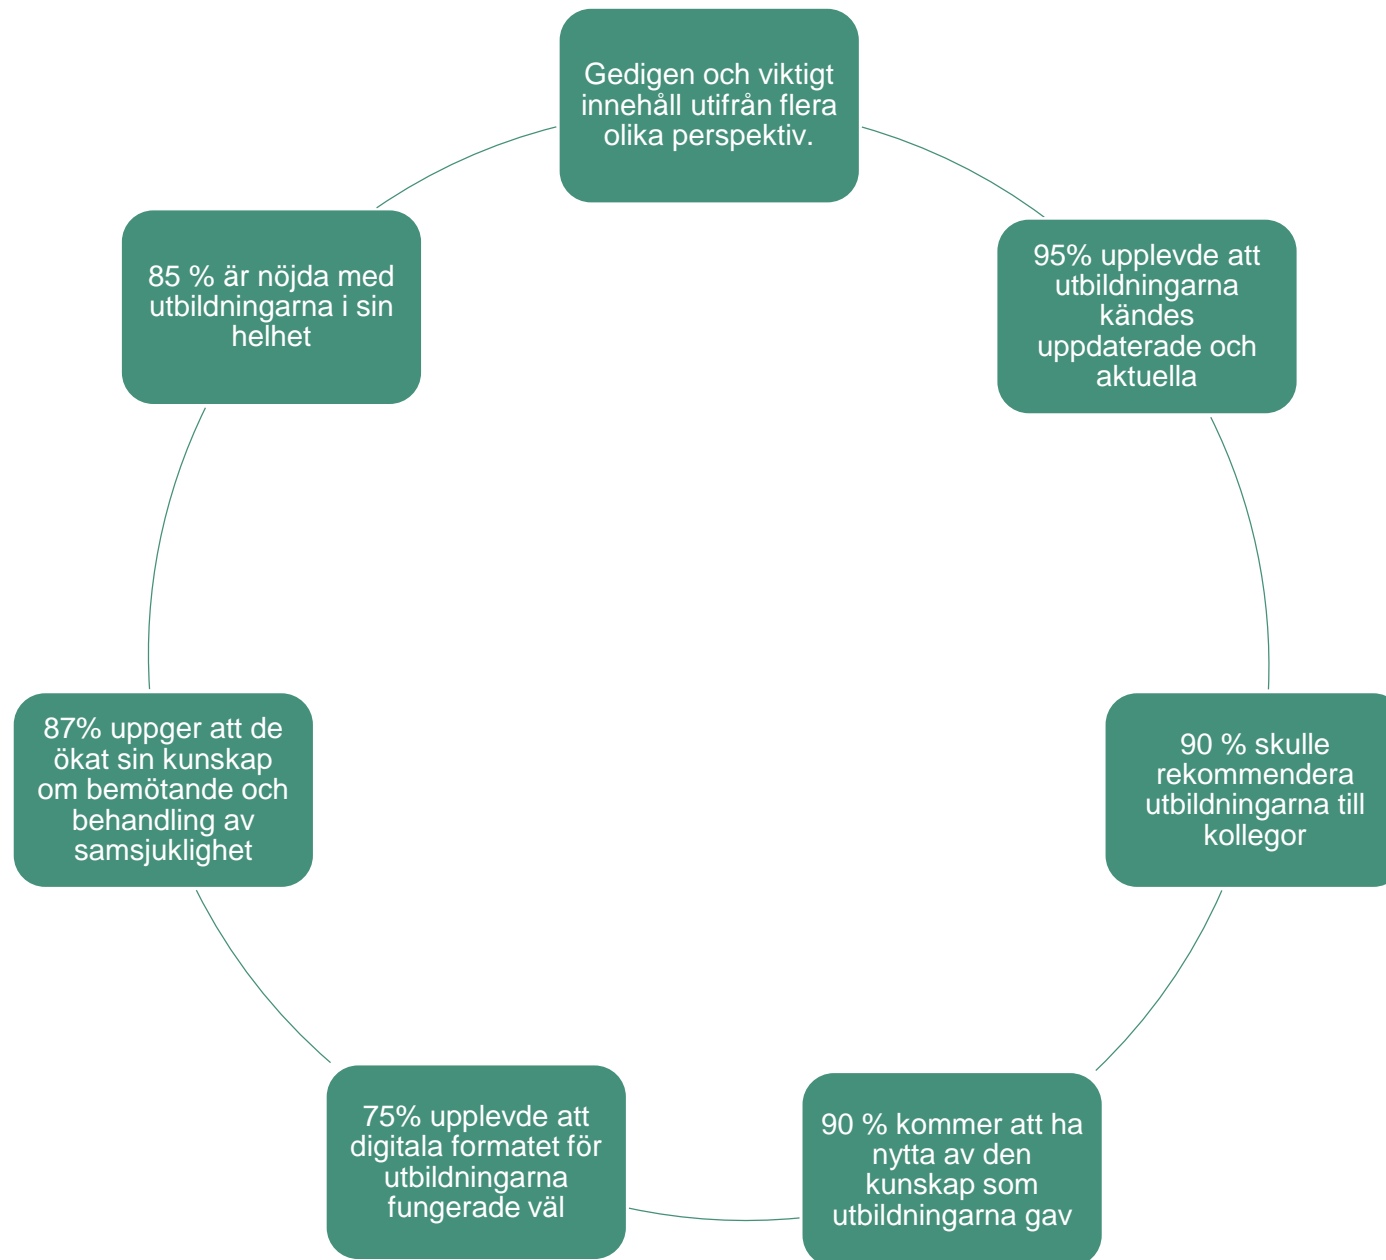 Gedigen och viktigt
innehåll utifrån flera
olika perspektiv.
95% upplevde att
utbildningarna
kändes
uppdaterade och
aktuella
90 % skulle
rekommendera
utbildningarna till
kollegor
90 % kommer att ha
nytta av den
kunskap som
utbildningarna gav
75% upplevde att
digitala formatet för
utbildningarna
fungerade väl
87% uppger att de
ökat sin kunskap
om bemötande och
behandling av
samsjuklighet
85 % är nöjda med
utbildningarna i sin
helhet